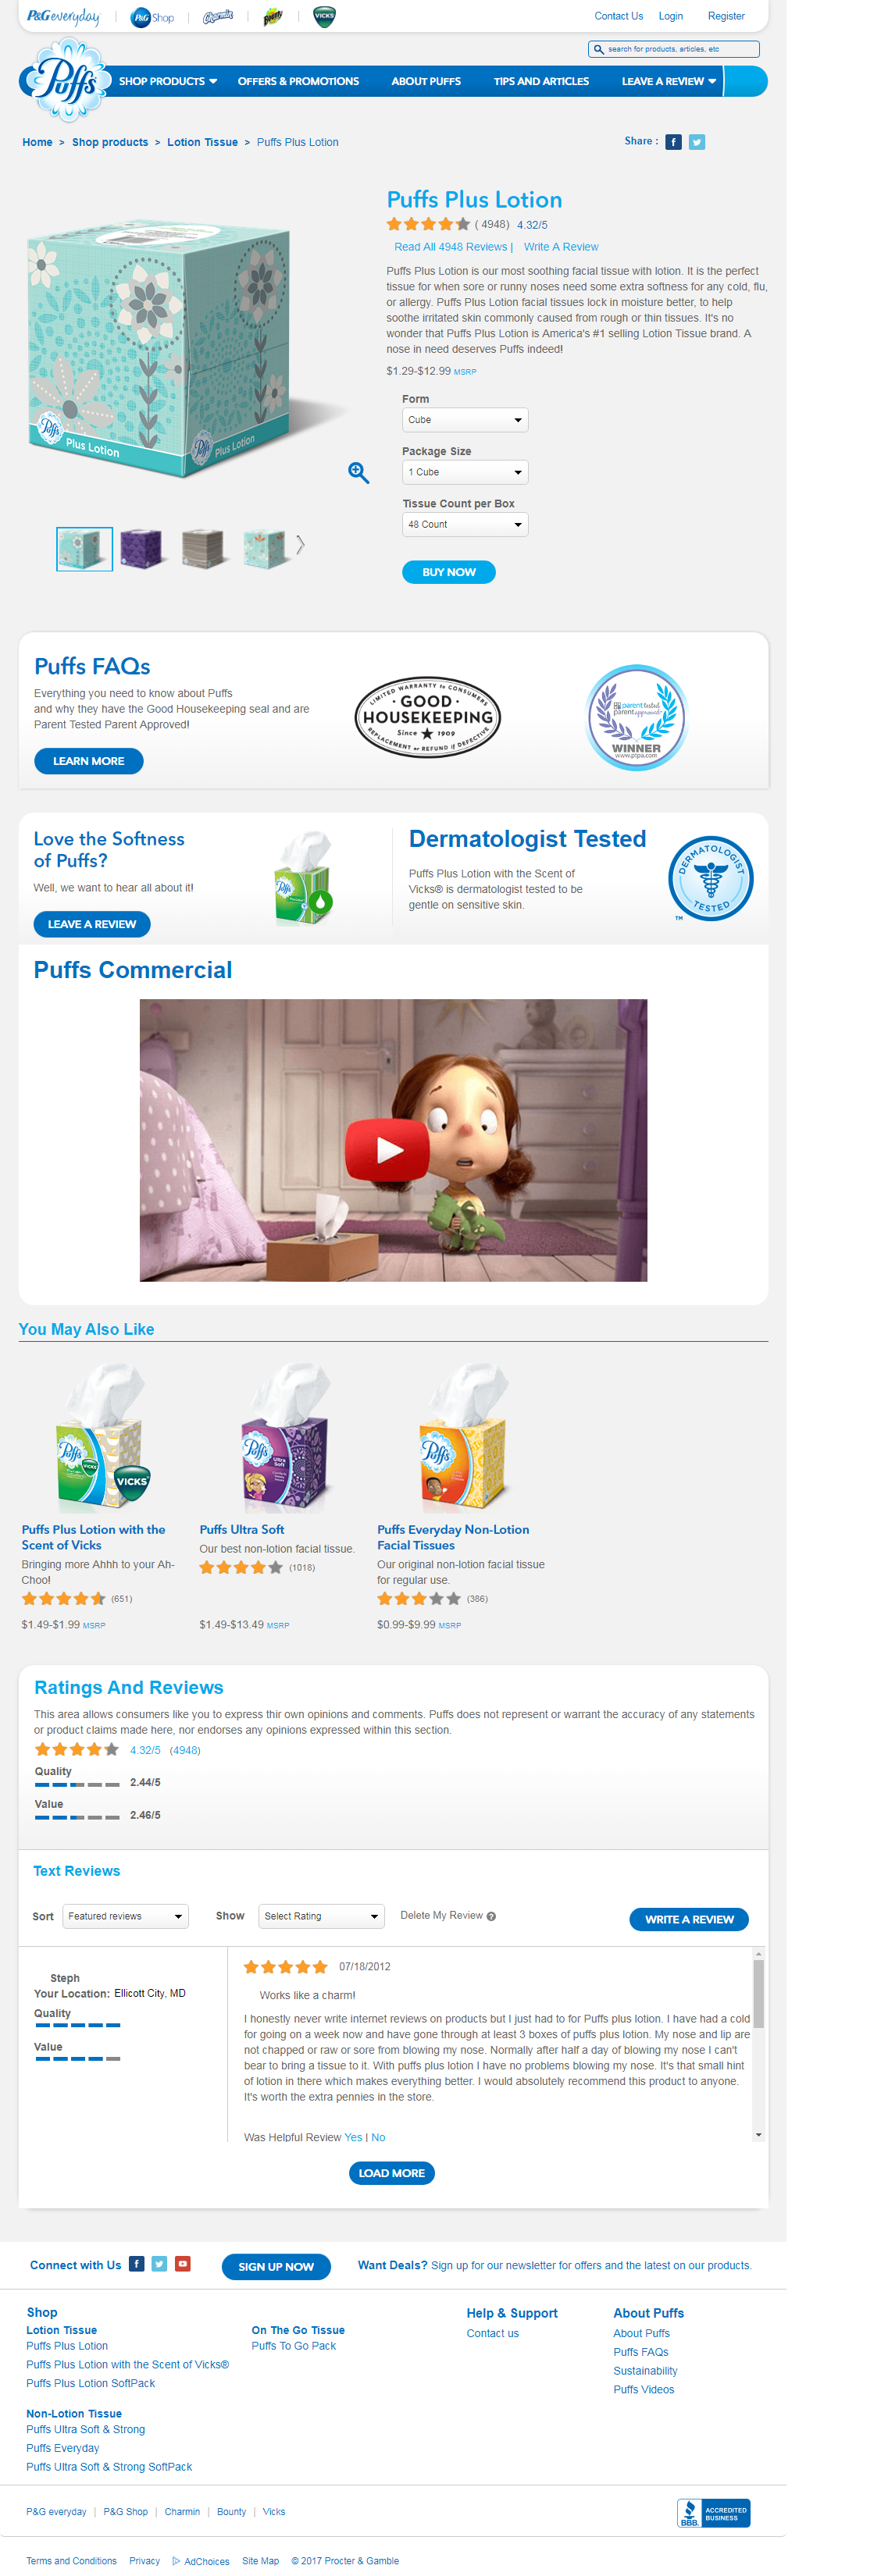 P&G everyday
P&G Shop
Charmin
Bounty
VICKS
Contact Us
Login
Register
search for products, articles, etc
Puffs
SHOP PRODUCTS
OFFERS & PROMOTIONS
ABOUT PUFFS
TIPS AND ARTICLES
LEAVE A REVIEW
Home > Shop products > Lotion Tissue > Puffs Plus Lotion
Share :
Puffs Plus Lotion
( 4948) 4.32/5
Read All 4948 Reviews | Write A Review
Puffs Plus Lotion is our most soothing facial tissue with lotion. It is the perfect
tissue for when sore or runny noses need some extra softness for any cold, flu,
or allergy. Puffs Plus Lotion facial tissues lock in moisture better, to help
soothe irritated skin commonly caused from rough or thin tissues. It's no
wonder that Puffs Plus Lotion is America's #1 selling Lotion Tissue brand. A
nose in need deserves Puffs indeed!
$1.29-$12.99 MSRP
Form
Cube
Package Size
1 Cube
Tissue Count per Box
48 Count
BUY NOW
Puffs
Plus Lotion
Puffs
Plus Lotion
Puffs FAQs
Everything you need to know about Puffs
and why they have the Good Housekeeping seal and are
Parent Tested Parent Approved!
LEARN MORE
LIMITED WARRANTY TO CONSUMERS
GOOD
HOUSEKEEPING
Since 1909
REPLACEMENT or REFUND if DEFECTIVE
parent tested
parent approved
WINNER
www.ptpa.com
Love the Softness
of Puffs?
Well, we want to hear all about it!
LEAVE A REVIEW
Puffs
Dermatologist Tested
Puffs Plus Lotion with the Scent of
Vicks® is dermatologist tested to be
gentle on sensitive skin.
DERMATOLOGIST
TESTED
TM
Puffs Commercial
You May Also Like
Puffs
VICKS
VICKS
Puffs
Ultra
Soft
Puffs
Puffs Plus Lotion with the
Scent of Vicks
Bringing more Ahhh to your Ah-
Choo!
(651)
$1.49-$1.99 MSRP
Puffs Ultra Soft
Our best non-lotion facial tissue.
(1018)
$1.49-$13.49 MSRP
Puffs Everyday Non-Lotion
Facial Tissues
Our original non-lotion facial tissue
for regular use.
(386)
$0.99-$9.99 MSRP
Ratings And Reviews
This area allows consumers like you to express thir own opinions and comments. Puffs does not represent or warrant the accuracy of any statements
or product claims made here, nor endorses any opinions expressed within this section.
4.32/5 (4948)
Quality
2.44/5
Value
2.46/5
Text Reviews
Sort
Featured reviews
Show
Select Rating
Delete My Review ?
WRITE A REVIEW
Steph
Your Location: Ellicott City, MD
Quality
Value
07/18/2012
Works like a charm!
I honestly never write internet reviews on products but I just had to for Puffs plus lotion. I have had a cold
for going on a week now and have gone through at least 3 boxes of puffs plus lotion. My nose and lip are
not chapped or raw or sore from blowing my nose. Normally after half a day of blowing my nose I can't
bear to bring a tissue to it. With puffs plus lotion I have no problems blowing my nose. It's that small hint
of lotion in there which makes everything better. I would absolutely recommend this product to anyone.
It's worth the extra pennies in the store.
Was Helpful Review Yes | No
LOAD MORE
Connect with Us
SIGN UP NOW
Want Deals? Sign up for our newsletter for offers and the latest on our products.
Shop
Lotion Tissue
Puffs Plus Lotion
Puffs Plus Lotion with the Scent of Vicks®
Puffs Plus Lotion SoftPack
Non-Lotion Tissue
Puffs Ultra Soft & Strong
Puffs Everyday
Puffs Ultra Soft & Strong SoftPack
On The Go Tissue
Puffs To Go Pack
Help & Support
Contact us
About Puffs
About Puffs
Puffs FAQs
Sustainability
Puffs Videos
P&G everyday | P&G Shop | Charmin | Bounty | Vicks
BBB.
ACCREDITED
BUSINESS
Terms and Conditions Privacy AdChoices Site Map © 2017 Procter & Gamble